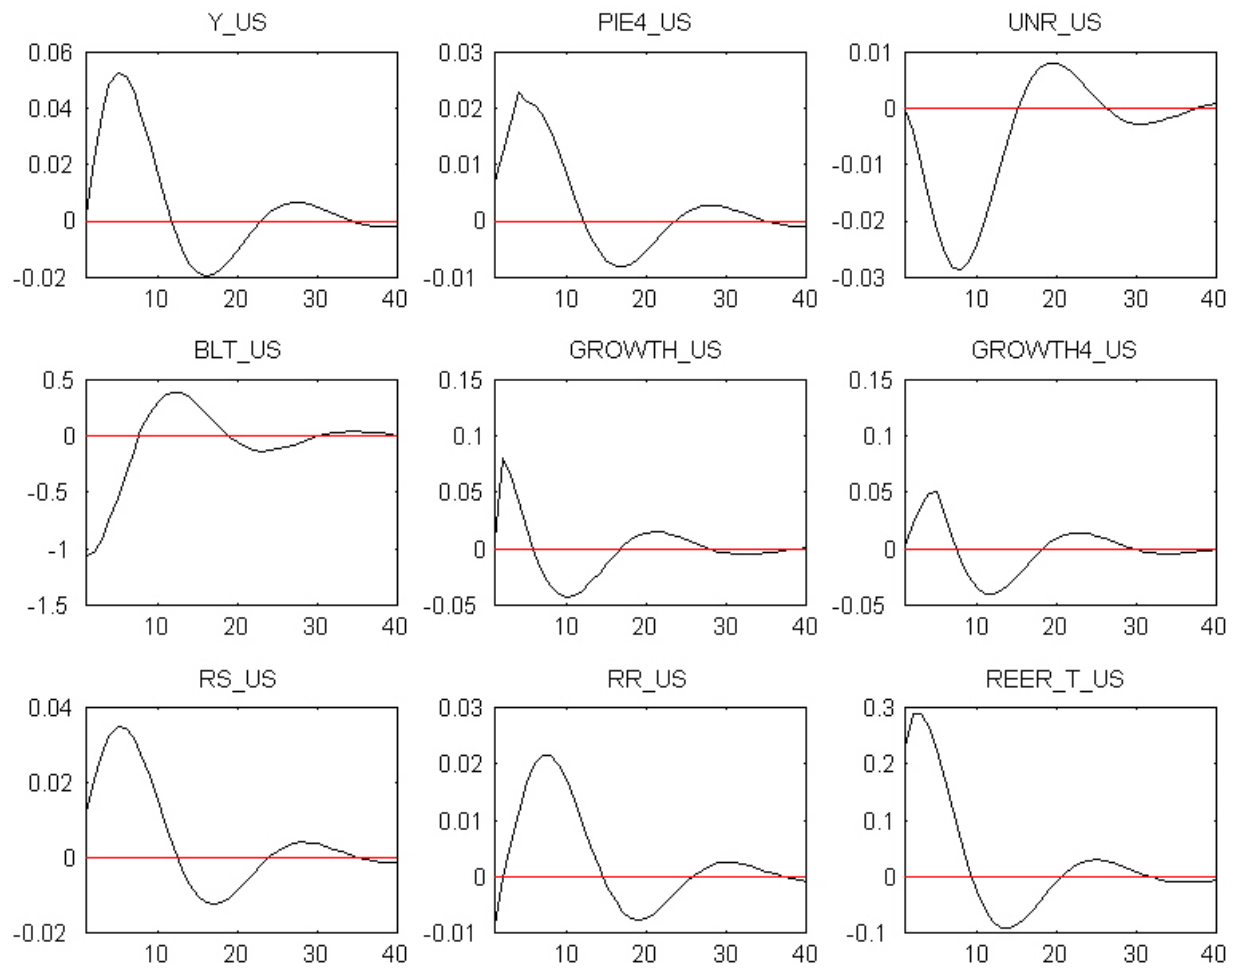 Y_US PIE4_US UNR_US
0.06 0.03 0.01
0.04 0.02 0
0.02 0.01 -0.01
0 0 -0.02
-0.02 -0.01 -0.03
10 20 30 40 10 20 30 40 10 20 30 40
BLT_US GROWTH_US GROWTH4_US
0.5 0.15 0.15
0 0.1 0.1
-0.5 0.05 0.05
-1 0 0
-1.5 -0.05 -0.05
10 20 30 40 10 20 30 40 10 20 30 40
RS_US RR_US REER_T_US
0.04 0.03 0.3
0.02 0.02 0.2
0 0.01 0.1
-0.02 0 0
-0.01 -0.1
10 20 30 40 10 20 30 40 10 20 30 40